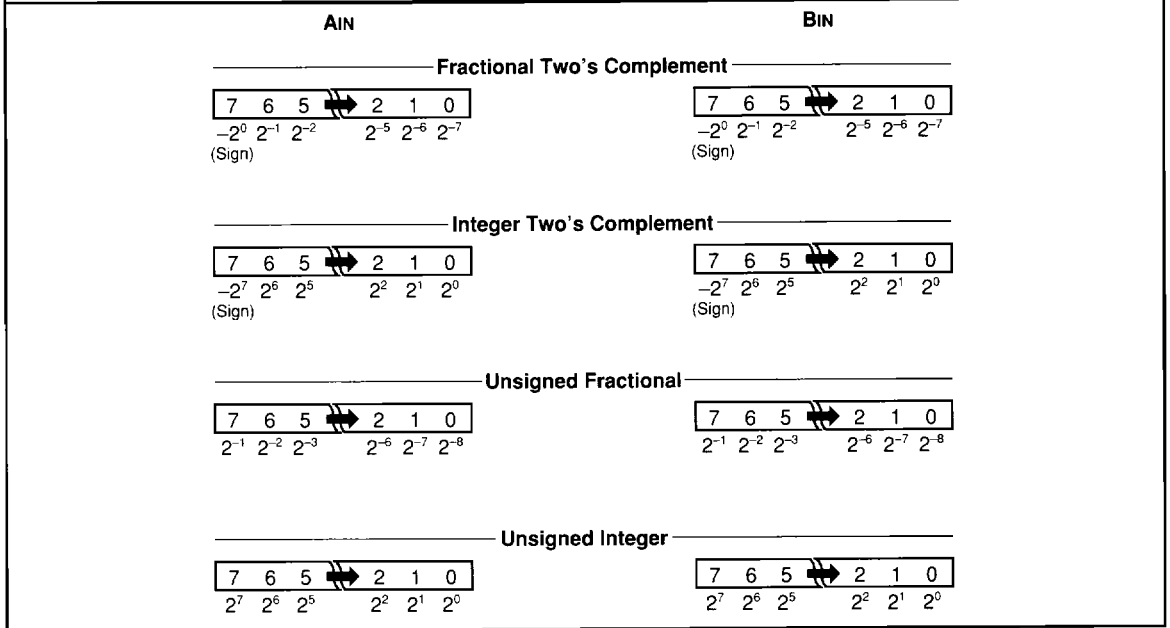 AIN BIN
Fractional Two's Complement
7 6 5 2 1 0 7 6 5 2 1 0
–2⁰ 2⁻¹ 2⁻² 2⁻⁵ 2⁻⁶ 2⁻⁷ –2⁰ 2⁻¹ 2⁻² 2⁻⁵ 2⁻⁶ 2⁻⁷
(Sign) (Sign)
Integer Two's Complement
7 6 5 2 1 0 7 6 5 2 1 0
–2⁷ 2⁶ 2⁵ 2² 2¹ 2⁰ –2⁷ 2⁶ 2⁵ 2² 2¹ 2⁰
(Sign) (Sign)
Unsigned Fractional
7 6 5 2 1 0 7 6 5 2 1 0
2⁻¹ 2⁻² 2⁻³ 2⁻⁶ 2⁻⁷ 2⁻⁸ 2⁻¹ 2⁻² 2⁻³ 2⁻⁶ 2⁻⁷ 2⁻⁸
Unsigned Integer
7 6 5 2 1 0 7 6 5 2 1 0
2⁷ 2⁶ 2⁵ 2² 2¹ 2⁰ 2⁷ 2⁶ 2⁵ 2² 2¹ 2⁰